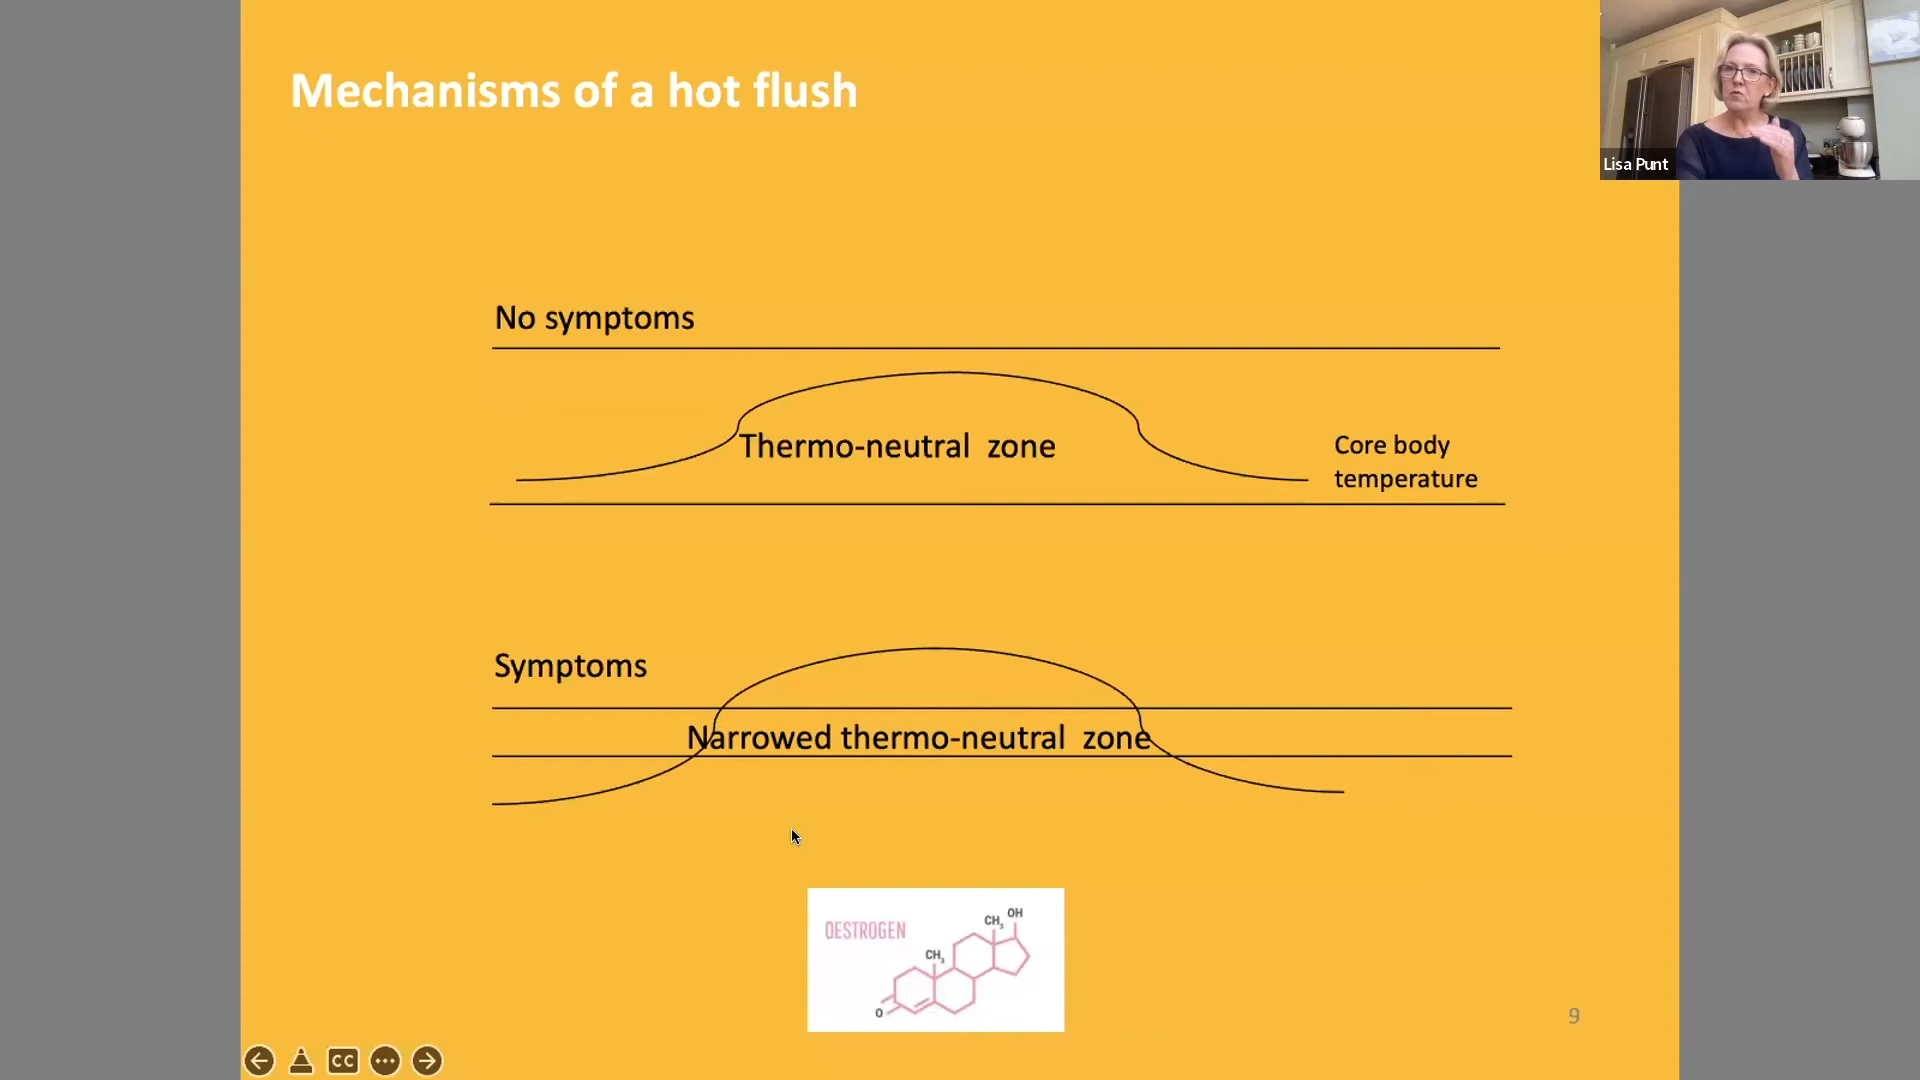 Mechanisms of a hot flush
Lisa Punt
No symptoms
Thermo-neutral zone
Core body
temperature
Symptoms
Narrowed thermo-neutral zone
OESTROGEN
CH3
OH
CH3
O
9
CC